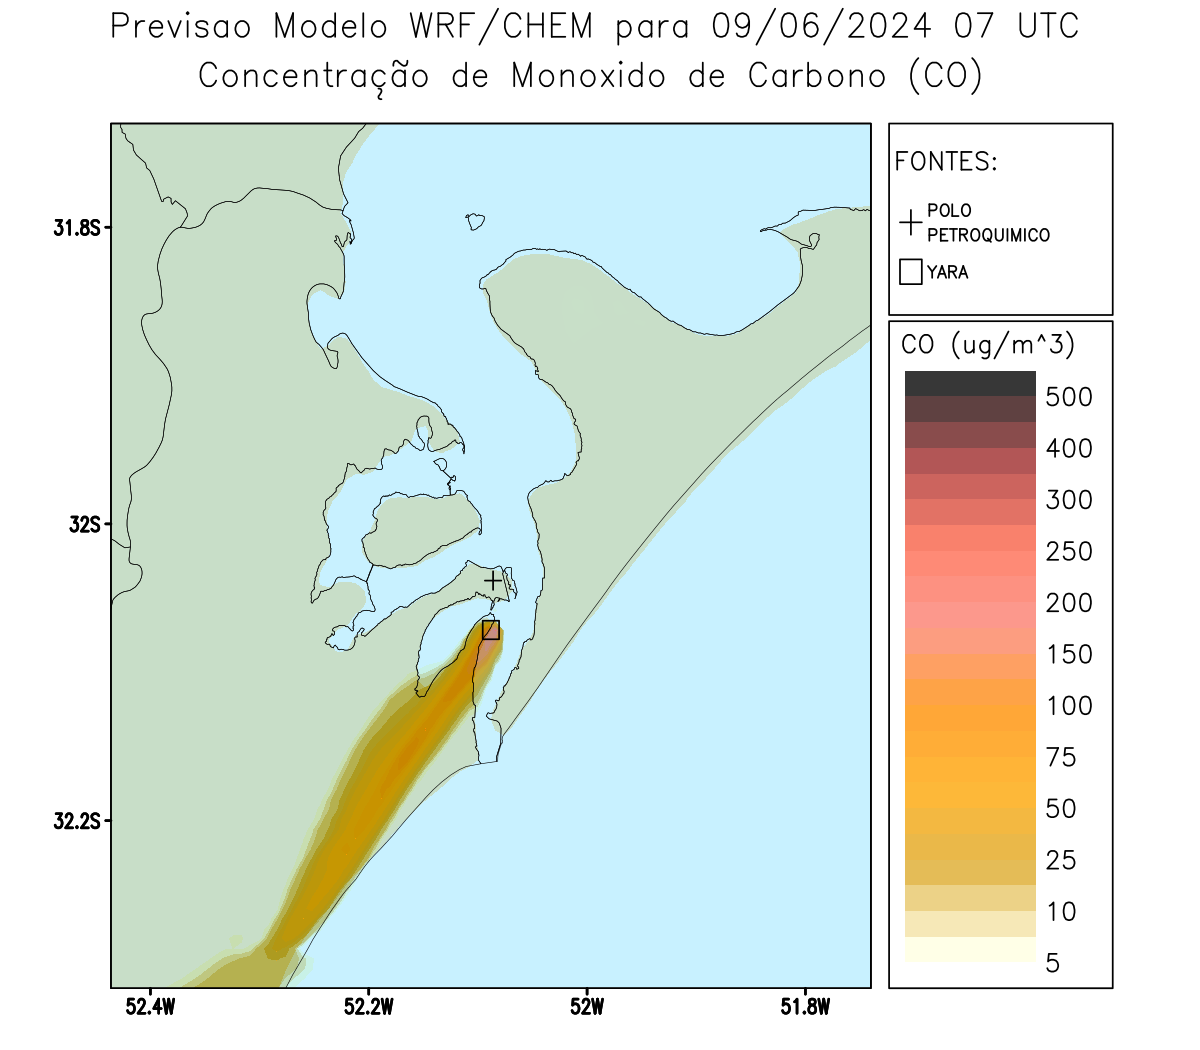 Previsao Modelo WRF/CHEM para 09/06/2024 07 UTC
Concentração de Monoxido de Carbono (CO)
FONTES:
POLO
PETROQUIMICO
YARA
CO (ug/m^3)
500
400
300
250
200
150
100
75
50
25
10
5
31.8S
32S
32.2S
52.4W
52.2W
52W
51.8W